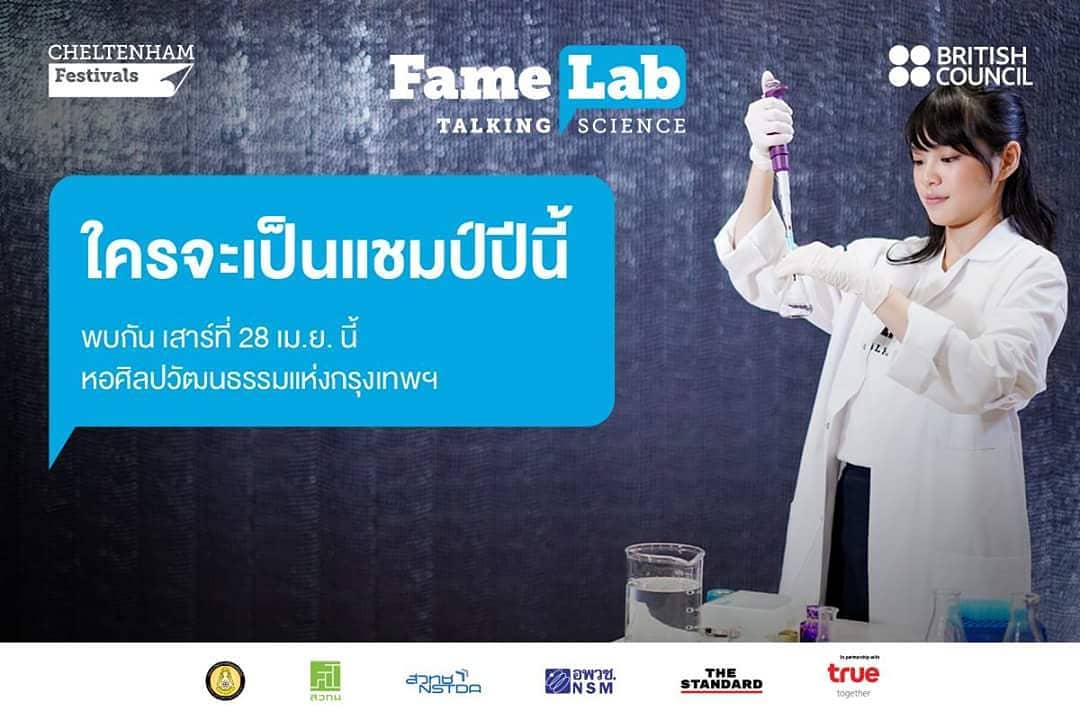 CHELTENHAM
Festivals
Fame Lab
TALKING SCIENCE
BRITISH
COUNCIL
ใครจะเป็นแชมป์ปีนี้
พบกัน เสาร์ที่ 28 เม.ย. นี้
หอศิลปวัฒนธรรมแห่งกรุงเทพฯ
สวทน
สวทช
NSTDA
อพวช.
NSM
THE
STANDARD
In partnership with
true
together